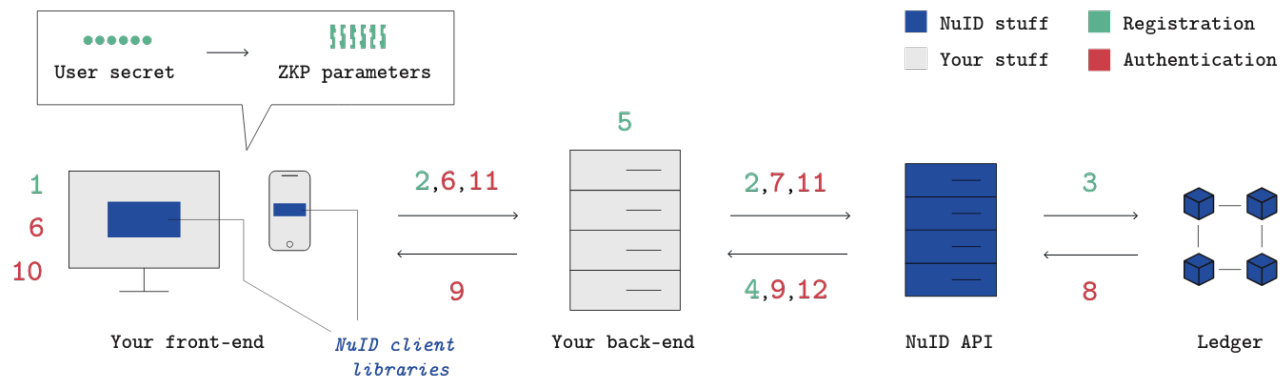 User secret
ZKP parameters
NuID stuff
Registration
Your stuff
Authentication
5
1
6
10
2,6,11
9
2,7,11
4,9,12
3
8
Your front-end
NuID client
libraries
Your back-end
NuID API
Ledger